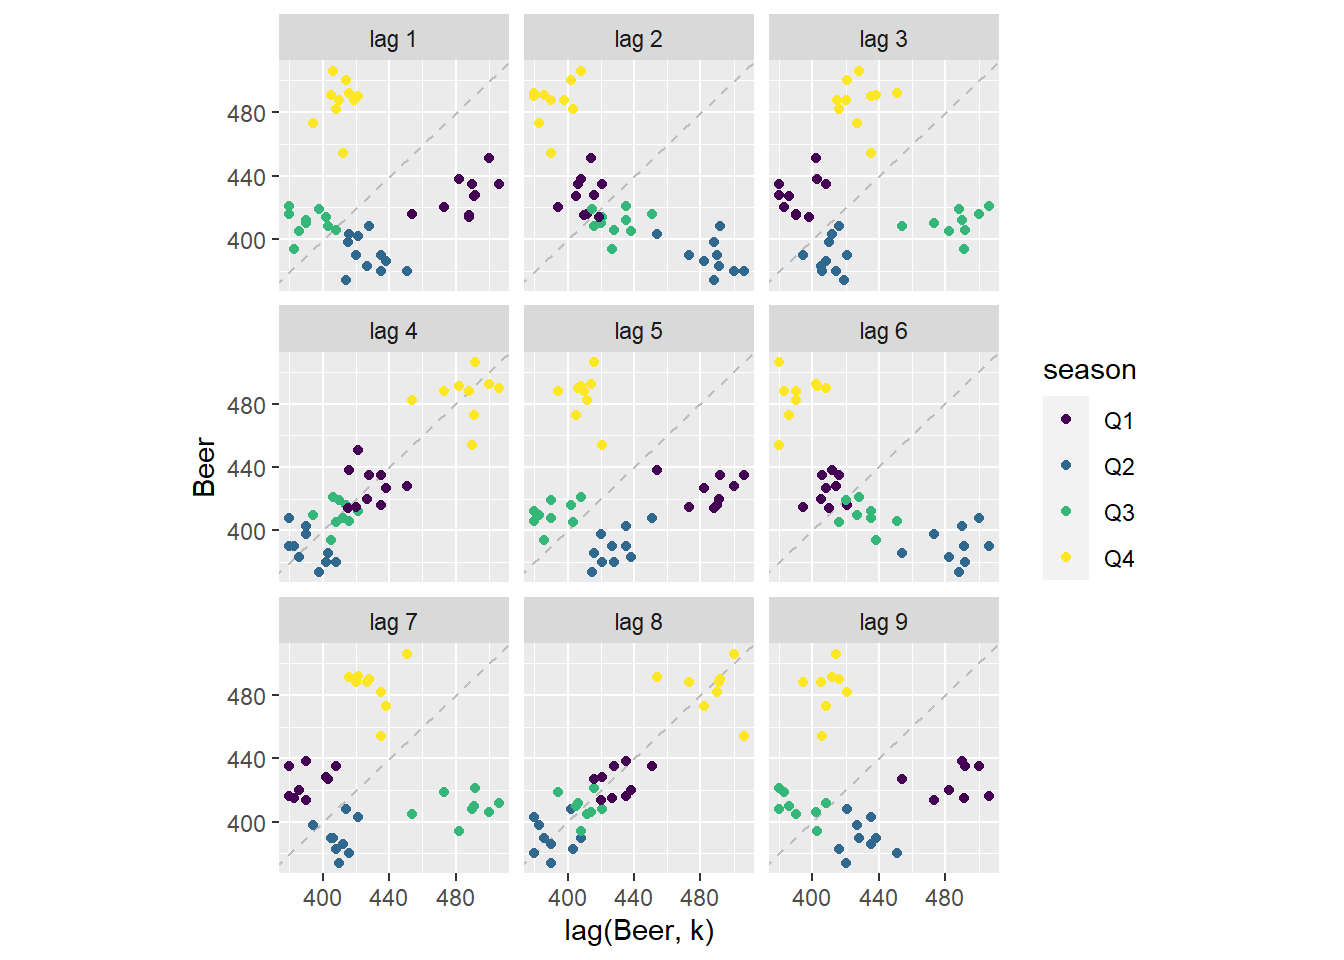 lag 1
lag 2
lag 3
480
440
400
lag 4
lag 5
lag 6
480
440
400
lag 7
lag 8
lag 9
480
440
400
400 440 480
400 440 480
400 440 480
lag(Beer, k)
Beer
season
Q1
Q2
Q3
Q4